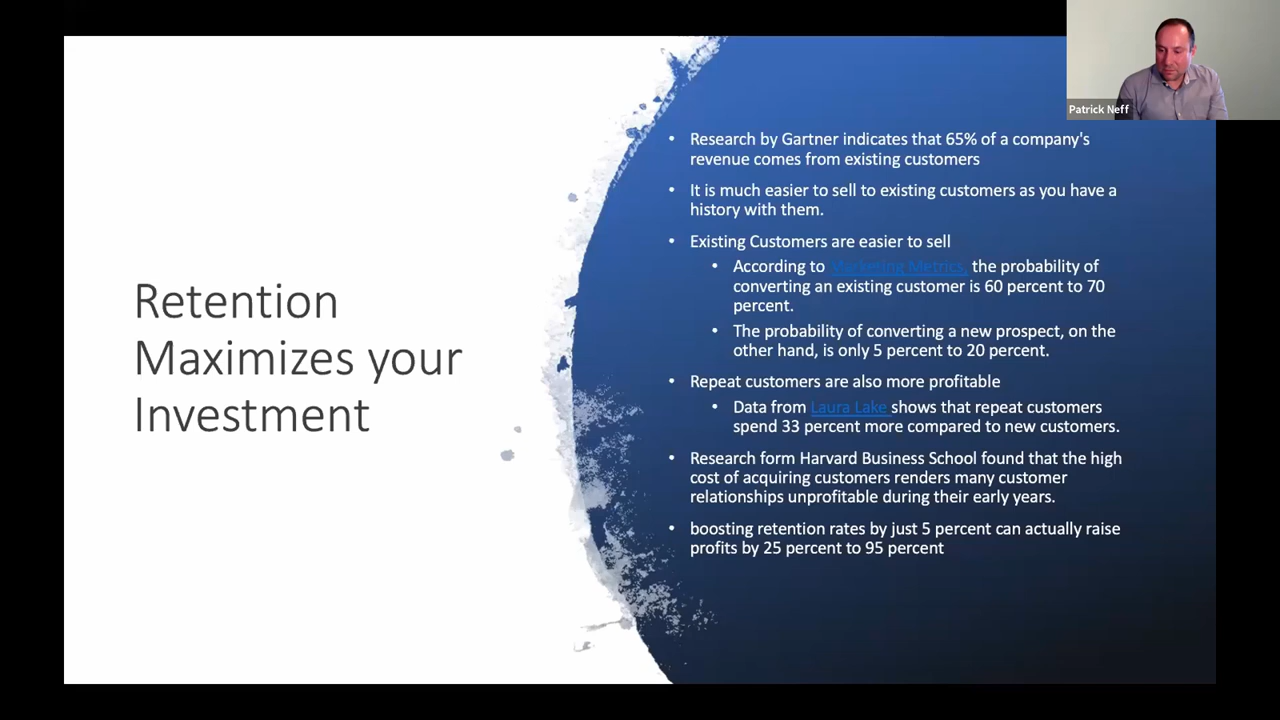 Patrick Neff
Retention
Maximizes your
Investment
• Research by Gartner indicates that 65% of a company's
revenue comes from existing customers
• It is much easier to sell to existing customers as you have a
history with them.
• Existing Customers are easier to sell
• According to Marketing Metrics, the probability of
converting an existing customer is 60 percent to 70
percent.
• The probability of converting a new prospect, on the
other hand, is only 5 percent to 20 percent.
• Repeat customers are also more profitable
• Data from Laura Lake shows that repeat customers
spend 33 percent more compared to new customers.
• Research form Harvard Business School found that the high
cost of acquiring customers renders many customer
relationships unprofitable during their early years.
• boosting retention rates by just 5 percent can actually raise
profits by 25 percent to 95 percent